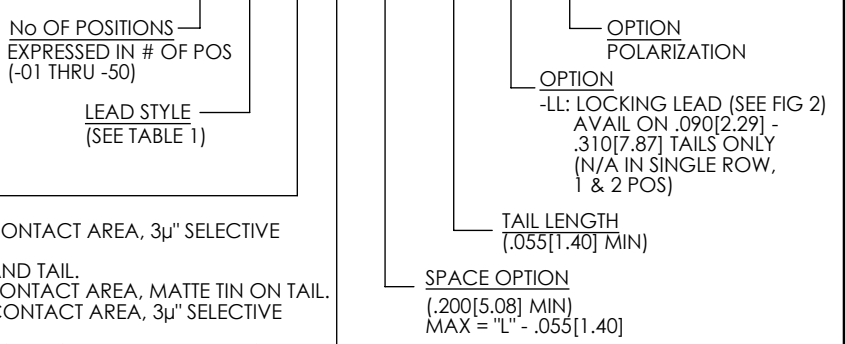 No OF POSITIONS
EXPRESSED IN # OF POS
(-01 THRU -50)
LEAD STYLE
(SEE TABLE 1)
ONTACT AREA, 3µ" SELECTIVE
ND TAIL.
ONTACT AREA, MATTE TIN ON TAIL.
CONTACT AREA, 3µ" SELECTIVE
OPTION
POLARIZATION
OPTION
-LL: LOCKING LEAD (SEE FIG 2)
AVAIL ON .090[2.29] -
.310[7.87] TAILS ONLY
(N/A IN SINGLE ROW,
1 & 2 POS)
TAIL LENGTH
(.055[1.40] MIN)
SPACE OPTION
(.200[5.08] MIN)
MAX = "L" - .055[1.40]